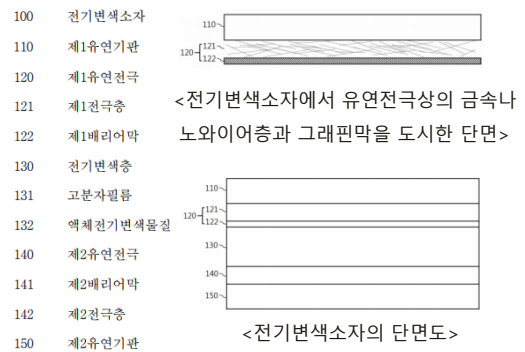 100 전기변색소자
110 제1유연기판
120 제1유연전극
121 제1전극층
122 제1배리어막
130 전기변색층
131 고분자필름
132 액체전기변색물질
140 제2유연전극
141 제2배리어막
142 제2전극층
150 제2유연기판
110
120
121
122
<전기변색소자에서 유연전극상의 금속나
노와이어층과 그래핀막을 도시한 단면>
110
120
121
122
130
140
150
<전기변색소자의 단면도>